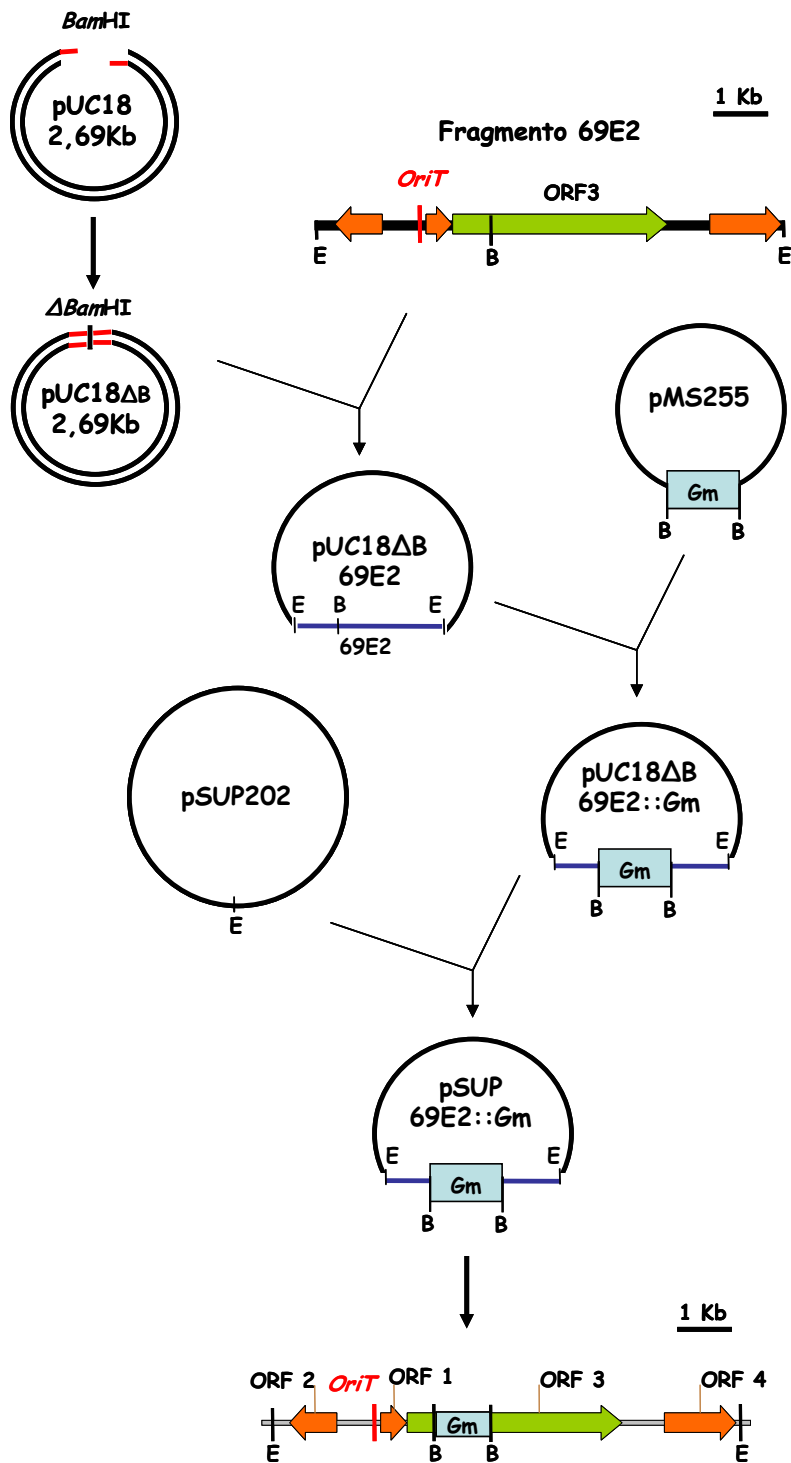 BamHI
pUC18
2,69Kb
1 Kb
Fragmento 69E2
OriT
ORF3
E
B
E
ΔBamHI
pUC18ΔB
2,69Kb
pMS255
Gm
B
B
pUC18ΔB
69E2
E
B
E
69E2
pSUP202
E
pUC18ΔB
69E2::Gm
E
E
Gm
B
B
pSUP
69E2::Gm
E
E
Gm
B
B
1 Kb
ORF 2
OriT
ORF 1
ORF 3
ORF 4
Gm
E
B
B
E